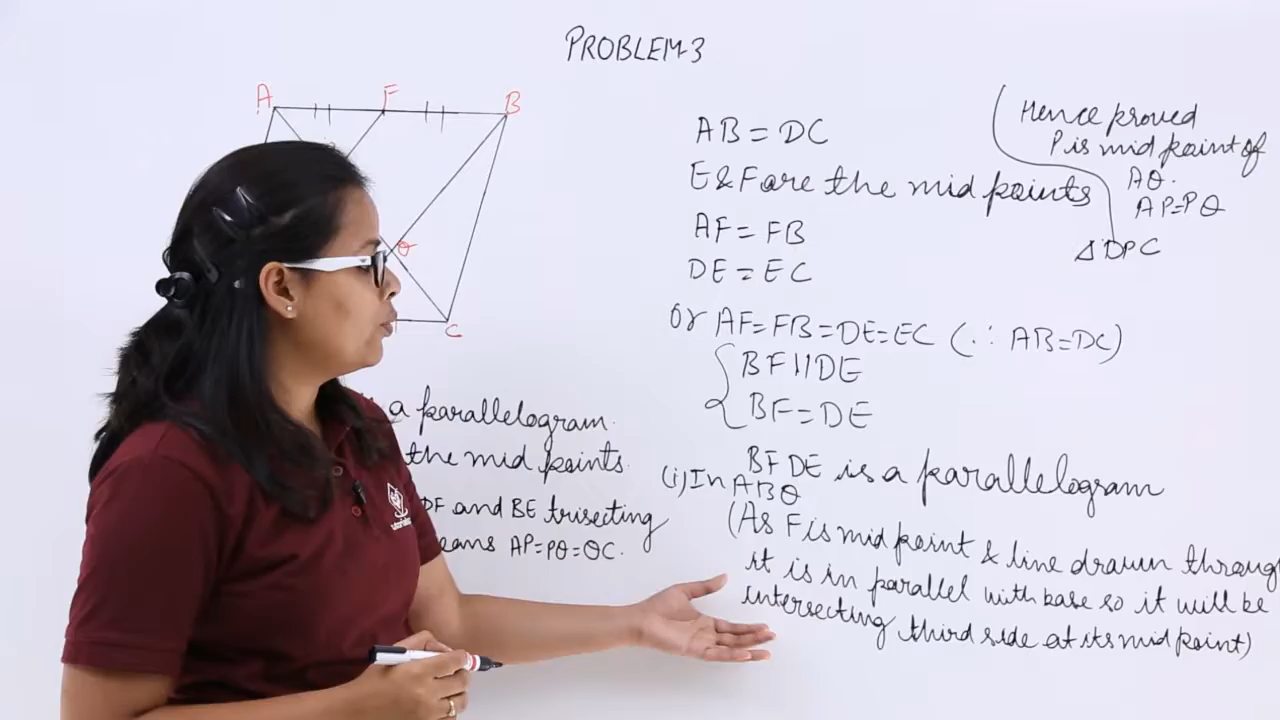 PROBLEM-3
A F B
Q
C
a parallelogram.
the mid points.
DF and BE trisecting
eans AP=PQ=QC.
AB = DC
E & F are the mid points
AF = FB
DE = EC
Or AF=FB=DE=EC (∵ AB=DC)
BF || DE
BF = DE
BFDE is a parallelogram
(i) In ABQ
(As F is mid point & line drawn throug
it is in parallel with base so it will be
intersecting third side at its mid point)
Hence proved
P is mid point of
AQ.
AP=PQ
Δ DPC